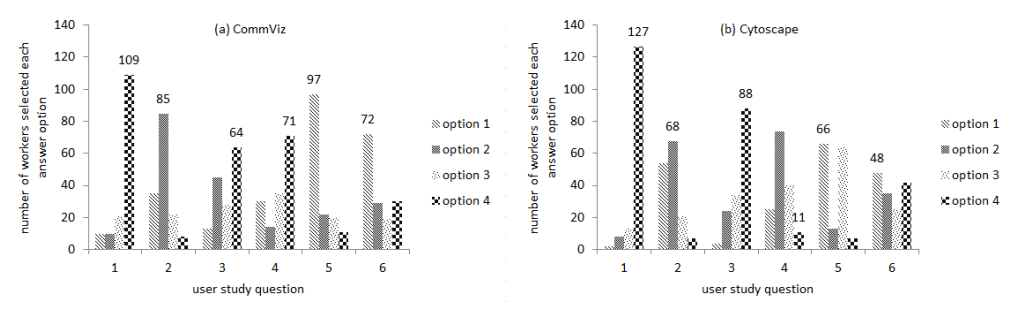 (a) CommViz
number of workers selected each
answer option
140
120
100
80
60
40
20
0
109
85
64
71
97
72
1 2 3 4 5 6
user study question
option 1
option 2
option 3
option 4
(b) Cytoscape
number of workers selected each
answer option
140
120
100
80
60
40
20
0
127
68
88
11
66
48
1 2 3 4 5 6
user study question
option 1
option 2
option 3
option 4